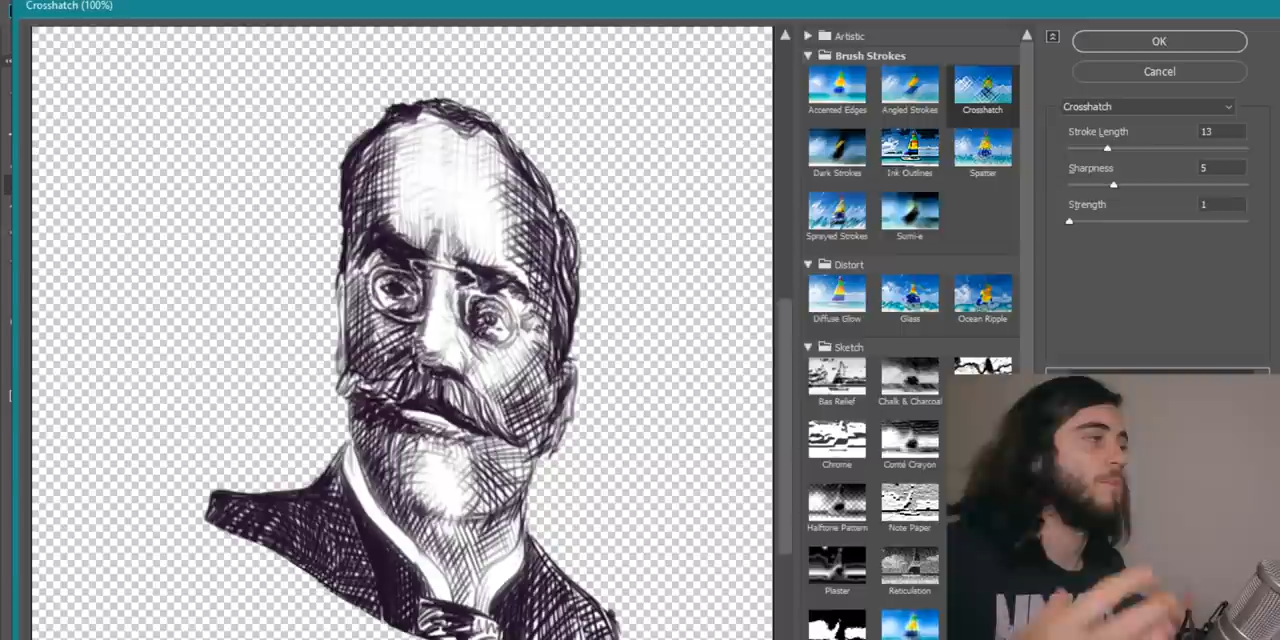 Crosshatch (100%)
Artistic
Brush Strokes
Accented Edges
Angled Strokes
Crosshatch
Dark Strokes
Ink Outlines
Spatter
Sprayed Strokes
Sumi-e
Distort
Diffuse Glow
Glass
Ocean Ripple
Sketch
Bas Relief
Chalk & Charcoal
Chrome
Conté Crayon
Halftone Pattern
Note Paper
Plaster
Reticulation
OK
Cancel
Crosshatch
Stroke Length 13
Sharpness 5
Strength 1